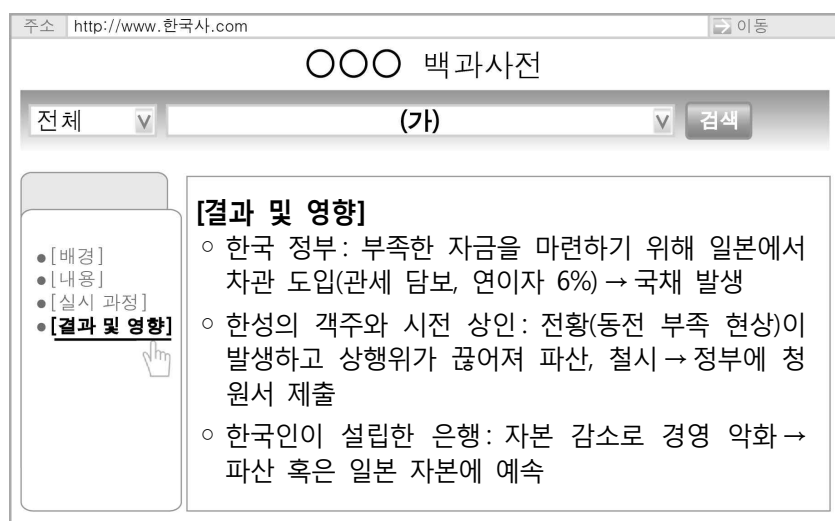 주소 http://www.한국사.com 이동
○○○ 백과사전
전체 (가) 검색
●[배경]
●[내용]
●[실시 과정]
●[결과 및 영향]
[결과 및 영향]
○ 한국 정부: 부족한 자금을 마련하기 위해 일본에서
차관 도입(관세 담보, 연이자 6%) → 국채 발생
○ 한성의 객주와 시전 상인: 전황(동전 부족 현상)이
발생하고 상행위가 끊어져 파산, 철시 → 정부에 청
원서 제출
○ 한국인이 설립한 은행: 자본 감소로 경영 악화 →
파산 혹은 일본 자본에 예속